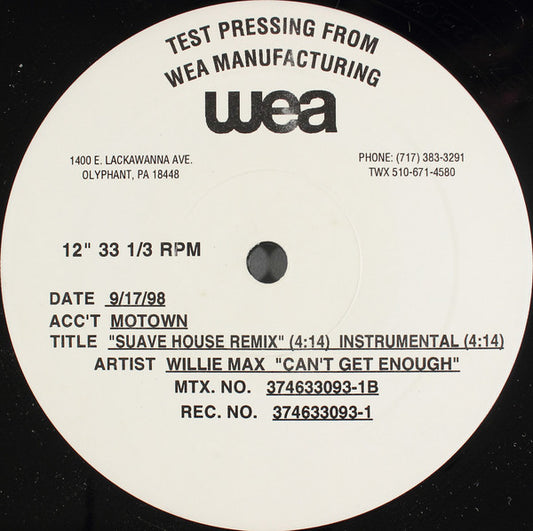 TEST PRESSING FROM
WEA MANUFACTURING
wea
1400 E. LACKAWANNA AVE.
OLYPHANT, PA 18448
PHONE: (717) 383-3291
TWX 510-671-4580
12" 33 1/3 RPM
DATE 9/17/98
ACC'T MOTOWN
TITLE "SUAVE HOUSE REMIX" (4:14) INSTRUMENTAL (4:14)
ARTIST WILLIE MAX "CAN'T GET ENOUGH"
MTX. NO. 374633093-1B
REC. NO. 374633093-1